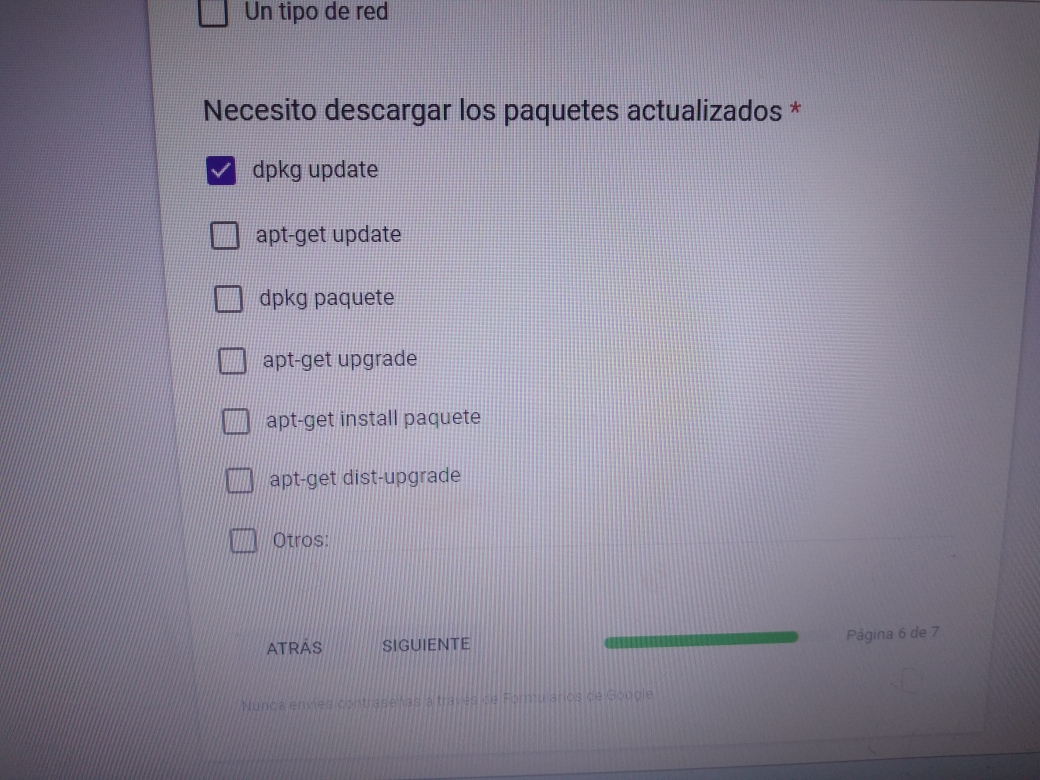 Un tipo de red
Necesito descargar los paquetes actualizados *
dpkg update
apt-get update
dpkg paquete
apt-get upgrade
apt-get install paquete
apt-get dist-upgrade
Otros:
ATRÁS SIGUIENTE Página 6 de 7
Nunca envíes contraseñas a través de Formularios de Google.